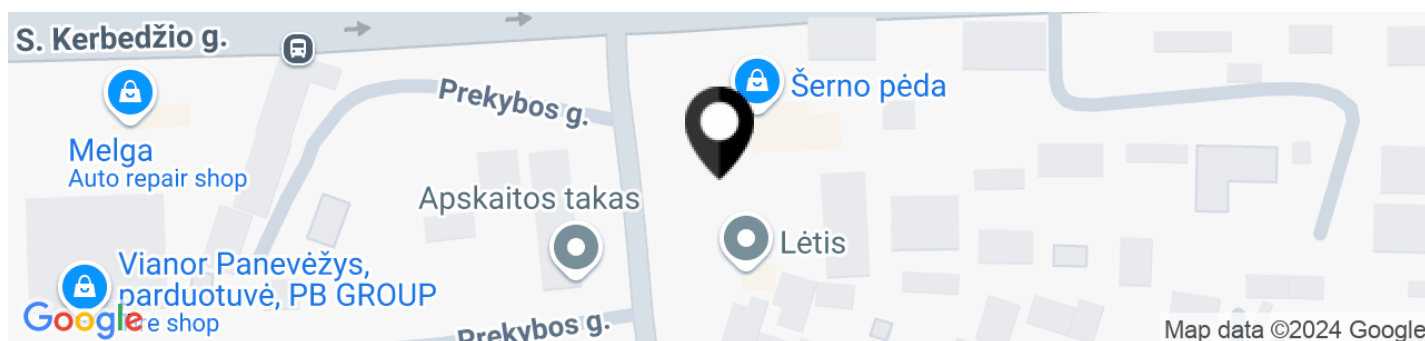 S. Kerbedžio g.
Prekybos g.
Šerno pėda
Melga
Auto repair shop
Apskaitos takas
Lėtis
Vianor Panevėžys,
parduotuvė, PB GROUP
shop
Google
Prekybos g.
Map data ©2024 Google